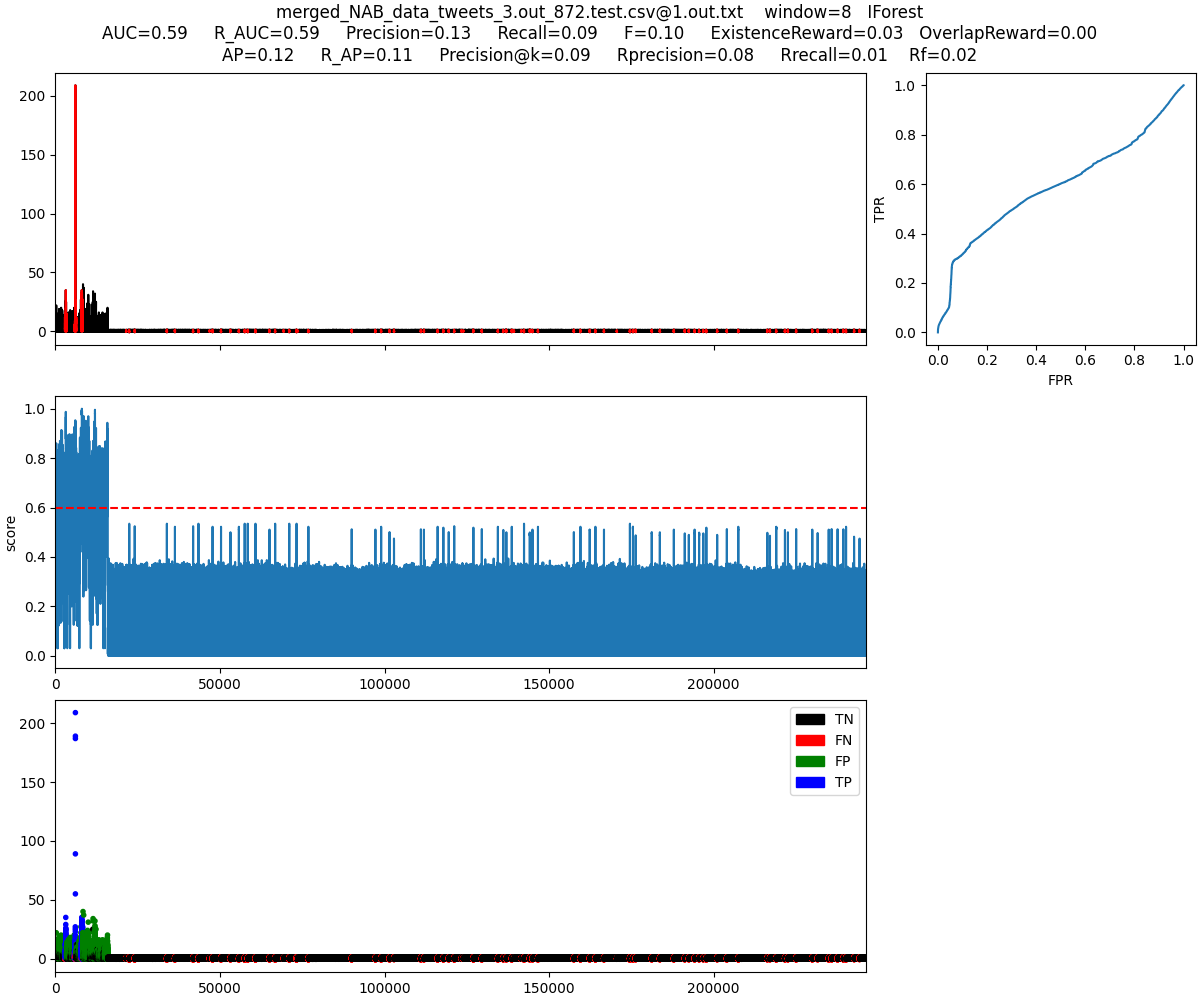 merged_NAB_data_tweets_3.out_872.test.csv@1.out.txt window=8 IForest
AUC=0.59 R_AUC=0.59 Precision=0.13 Recall=0.09 F=0.10 ExistenceReward=0.03 OverlapReward=0.00
AP=0.12 R_AP=0.11 Precision@k=0.09 Rprecision=0.08 Rrecall=0.01 Rf=0.02
200
150
100
50
0
1.0
0.8
0.6
0.4
0.2
0.0
TPR
0.0 0.2 0.4 0.6 0.8 1.0
FPR
1.0
0.8
0.6
0.4
0.2
0.0
score
0 50000 100000 150000 200000
200
150
100
50
0
TN
FN
FP
TP
0 50000 100000 150000 200000